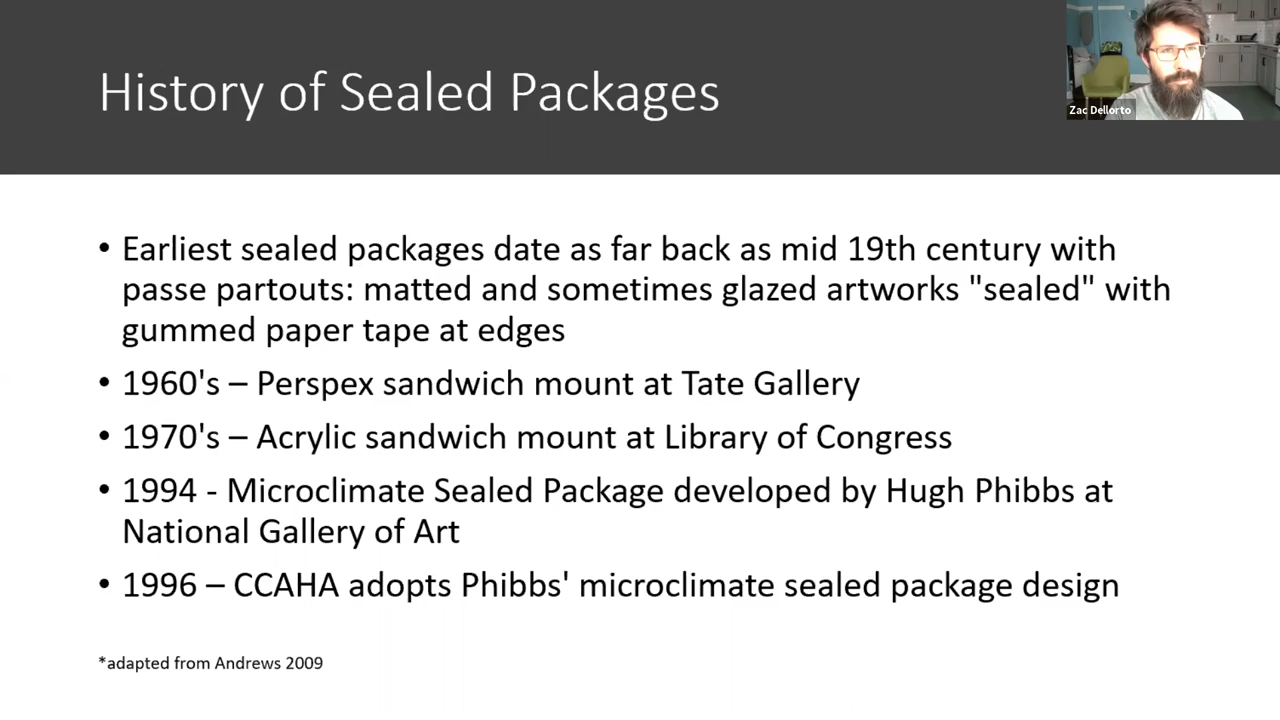 History of Sealed Packages
Zac Dellorto
• Earliest sealed packages date as far back as mid 19th century with
passe partouts: matted and sometimes glazed artworks "sealed" with
gummed paper tape at edges
• 1960's – Perspex sandwich mount at Tate Gallery
• 1970's – Acrylic sandwich mount at Library of Congress
• 1994 - Microclimate Sealed Package developed by Hugh Phibbs at
National Gallery of Art
• 1996 – CCAHA adopts Phibbs' microclimate sealed package design
*adapted from Andrews 2009